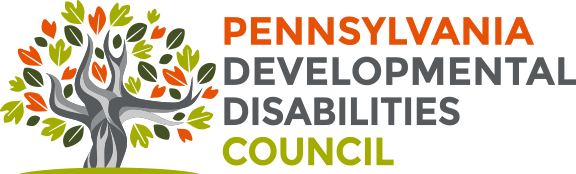 PENNSYLVANIA
DEVELOPMENTAL
DISABILITIES
COUNCIL